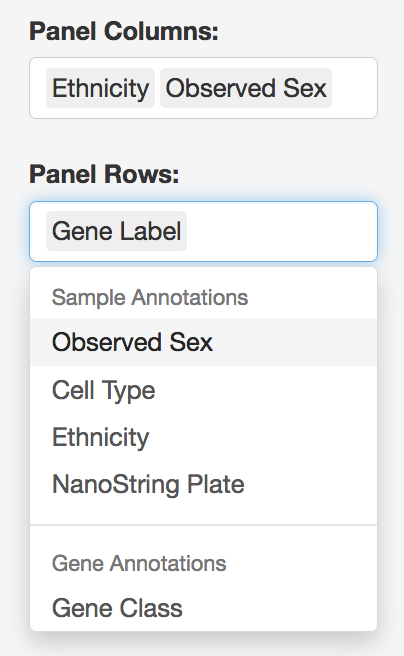 Panel Columns:
Ethnicity Observed Sex
Panel Rows:
Gene Label
Sample Annotations
Observed Sex
Cell Type
Ethnicity
NanoString Plate
Gene Annotations
Gene Class